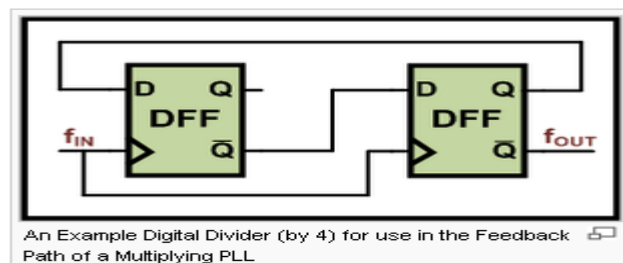 D Q D Q
DFF DFF
fIN Q̅ Q̅ fOUT
An Example Digital Divider (by 4) for use in the Feedback
Path of a Multiplying PLL